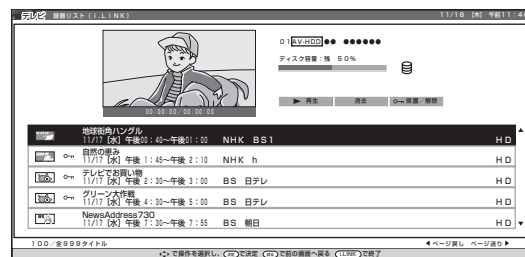 テレビ 録画リスト（I.LINK） 11/18 [木] 午前11:4
01 AV-HDD●● ●●●●●●
ディスク容量：残 50%
00:00:00/00:00:00
▶ 再生 消去 保護／解除
地球街角ハングル
11/17 [水] 午後00：40～午後01：00 NHK BS1 HD
自然の恵み
11/17 [水] 午後 1：45～午後 2：10 NHK h HD
テレビでお買い物
11/17 [水] 午後 2：30～午後 3：00 BS 日テレ HD
グリーン大作戦
11/17 [水] 午後 4：30～午後 5：00 BS 日テレ HD
NewsAddress730
11/17 [水] 午後 7：30～午後 7：55 BS 朝日 HD
100／全999タイトル ◀ページ戻し ページ送り▶
で操作を選択し、(決定)で決定 (戻る)で前の画面へ戻る (i.LINK)で終了